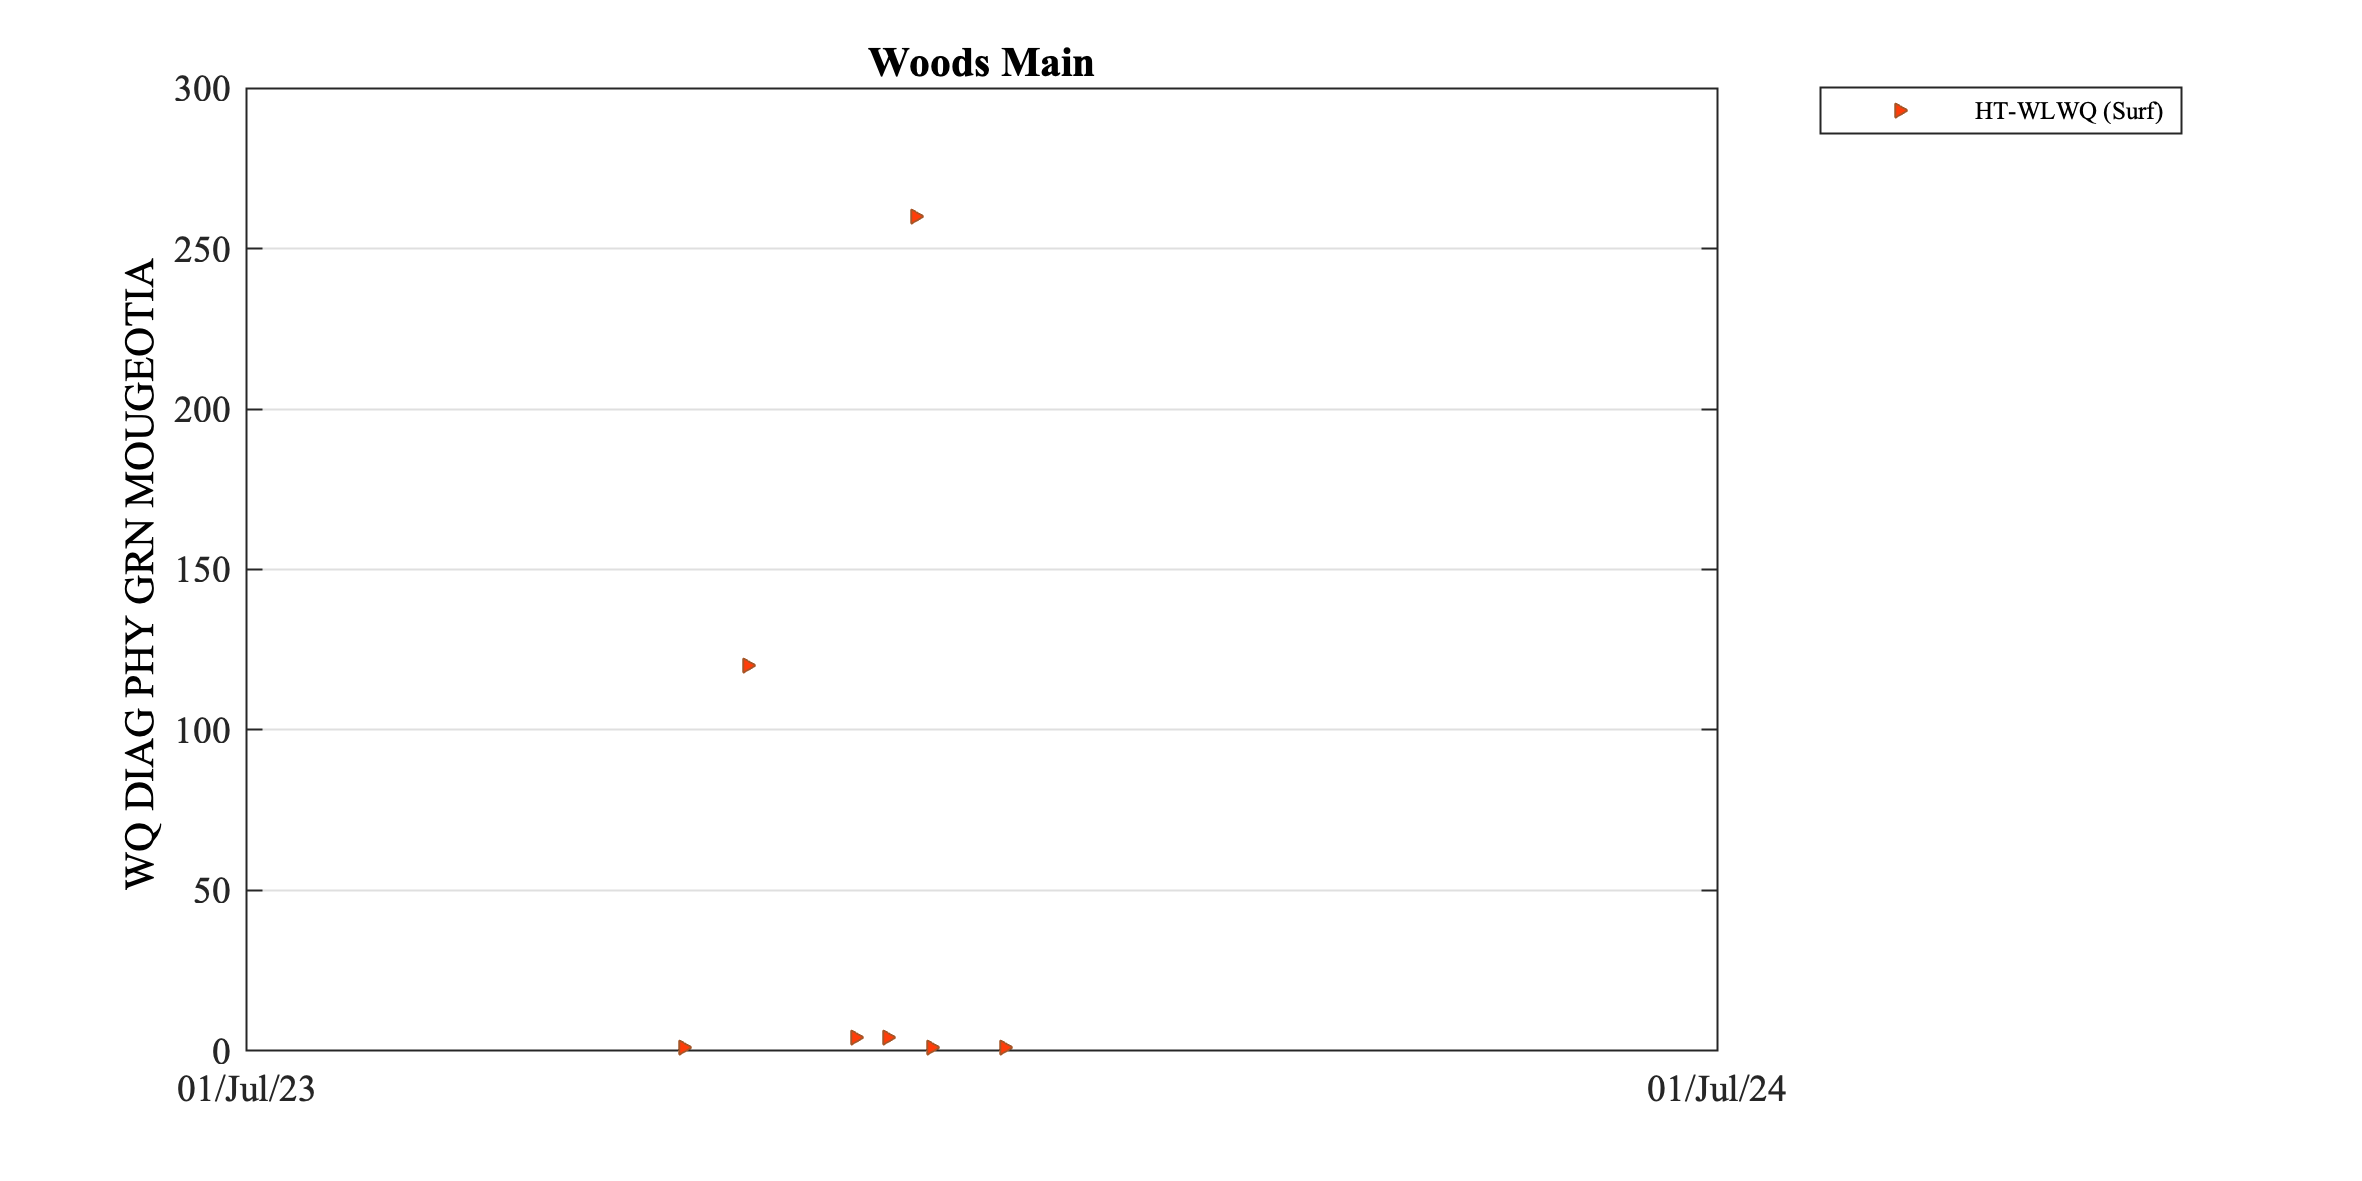 Woods Main
300
250
200
150
100
50
0
WQ DIAG PHY GRN MOUGEOTIA
01/Jul/23
01/Jul/24
HT-WLWQ (Surf)